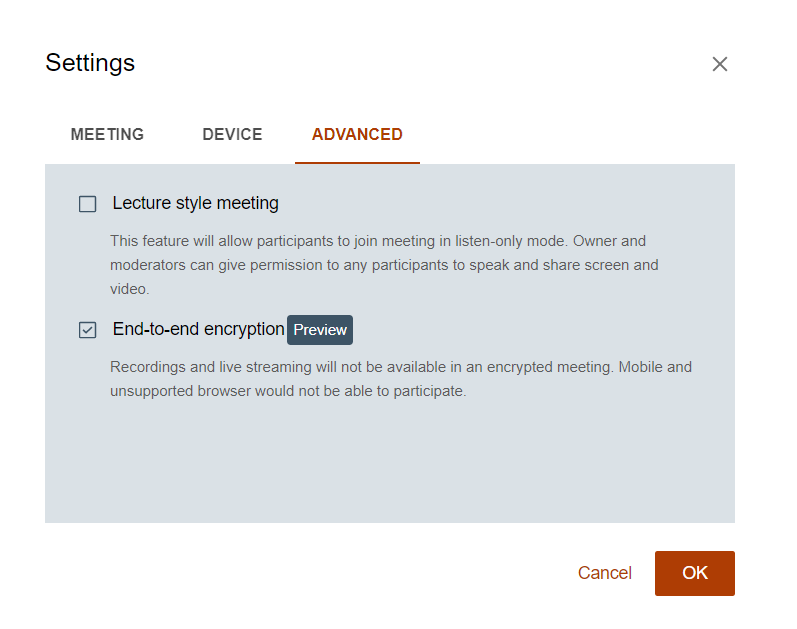 Settings
MEETING DEVICE ADVANCED
Lecture style meeting
This feature will allow participants to join meeting in listen-only mode. Owner and
moderators can give permission to any participants to speak and share screen and
video.
End-to-end encryption Preview
Recordings and live streaming will not be available in an encrypted meeting. Mobile and
unsupported browser would not be able to participate.
Cancel OK